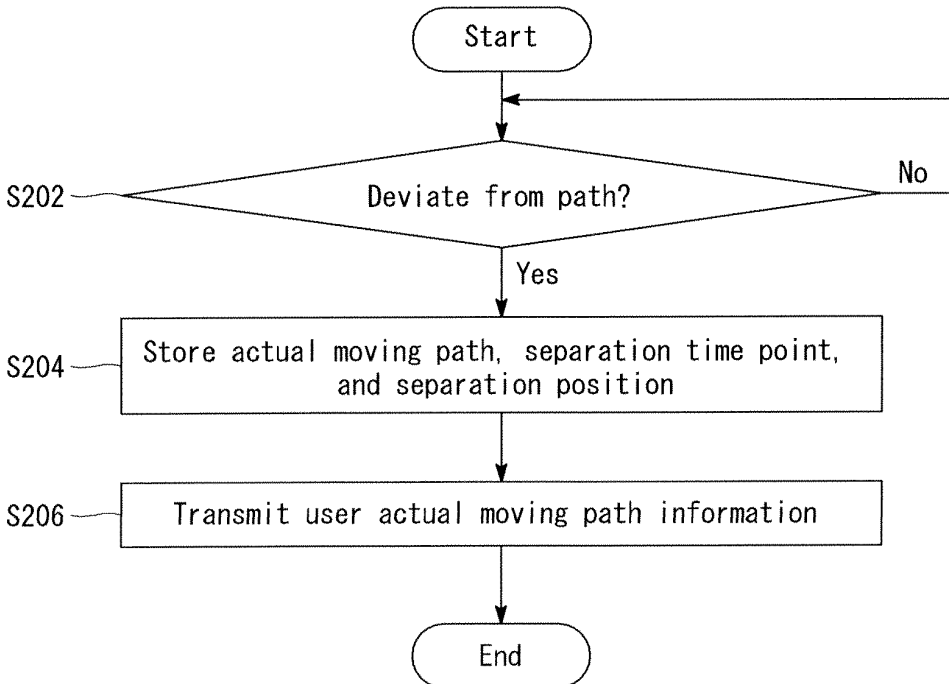 Start
No
S202
Deviate from path?
Yes
S204
Store actual moving path, separation time point,
and separation position
S206
Transmit user actual moving path information
End